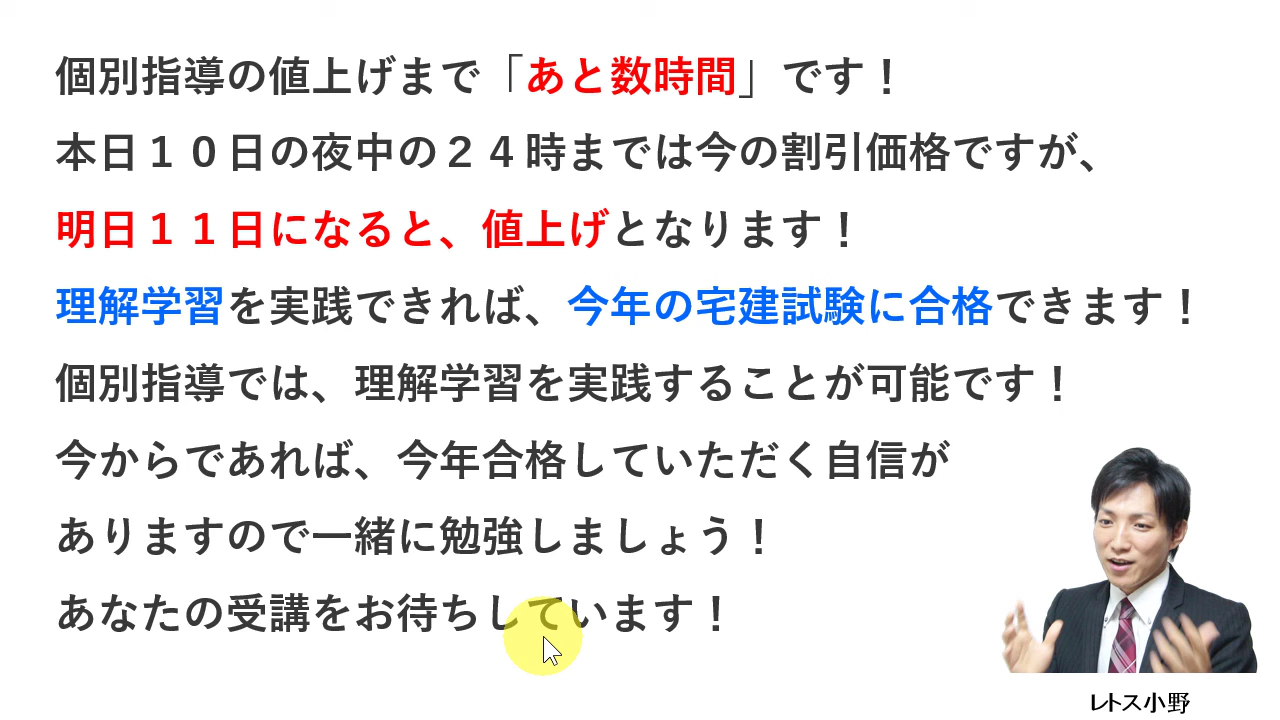 個別指導の値上げまで「あと数時間」です！
本日１０日の夜中の２４時までは今の割引価格ですが、
明日１１日になると、値上げとなります！
理解学習を実践できれば、今年の宅建試験に合格できます！
個別指導では、理解学習を実践することが可能です！
今からであれば、今年合格していただく自信が
ありますので一緒に勉強しましょう！
あなたの受講をお待ちしています！
レトス小野